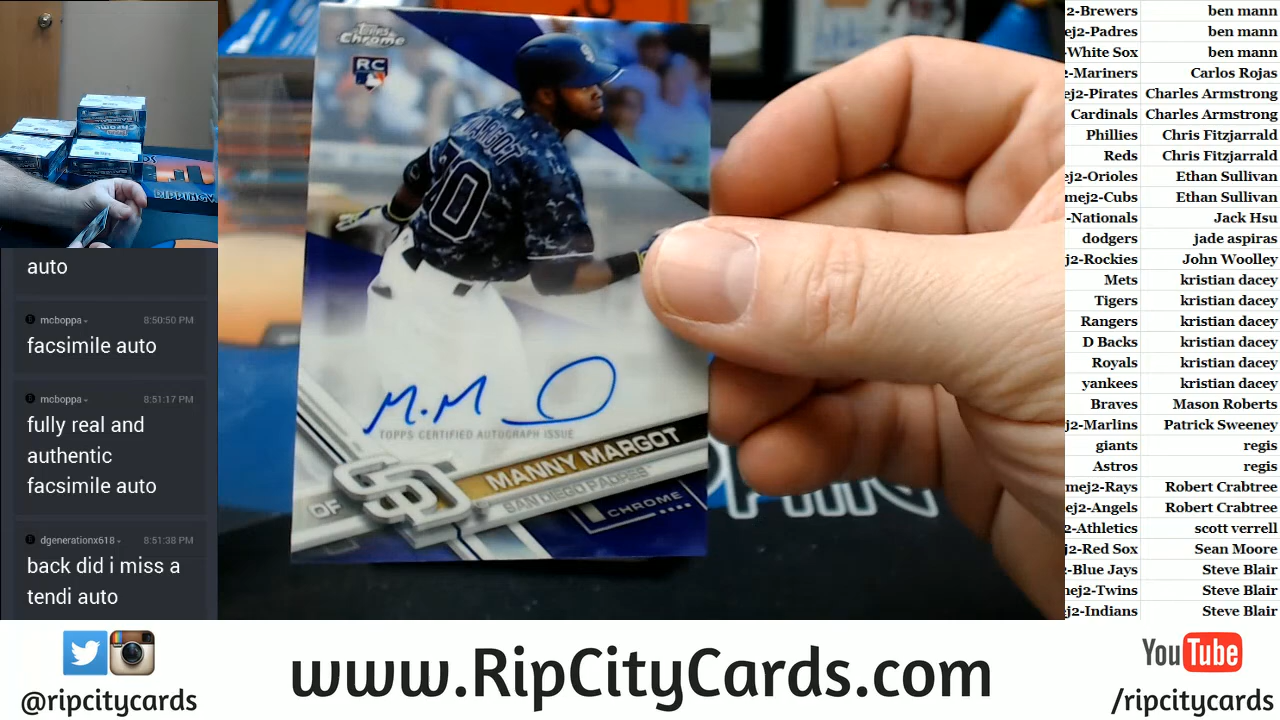 auto
mcboppa 8:50:50 PM
facsimile auto
mcboppa 8:51:17 PM
fully real and
authentic
facsimile auto
dgenerationx618 8:51:38 PM
back did i miss a
tendi auto
Topps
Chrome
RC
MARGOT
70
M.M
TOPPS CERTIFIED AUTOGRAPH ISSUE
OF SD MANNY MARGOT
SAN DIEGO PADRES
CHROME
2-Brewers ben mann
ej2-Padres ben mann
-White Sox ben mann
2-Mariners Carlos Rojas
ej2-Pirates Charles Armstrong
Cardinals Charles Armstrong
Phillies Chris Fitzjarrald
Reds Chris Fitzjarrald
ej2-Orioles Ethan Sullivan
mej2-Cubs Ethan Sullivan
-Nationals Jack Hsu
dodgers jade aspiras
j2-Rockies John Woolley
Mets kristian dacey
Tigers kristian dacey
Rangers kristian dacey
D Backs kristian dacey
Royals kristian dacey
yankees kristian dacey
Braves Mason Roberts
j2-Marlins Patrick Sweeney
giants regis
Astros regis
mej2-Rays Robert Crabtree
ej2-Angels Robert Crabtree
2-Athletics scott verrell
j2-Red Sox Sean Moore
2-Blue Jays Steve Blair
nej2-Twins Steve Blair
ej2-Indians Steve Blair
@ripcitycards
www.RipCityCards.com
YouTube
/ripcitycards